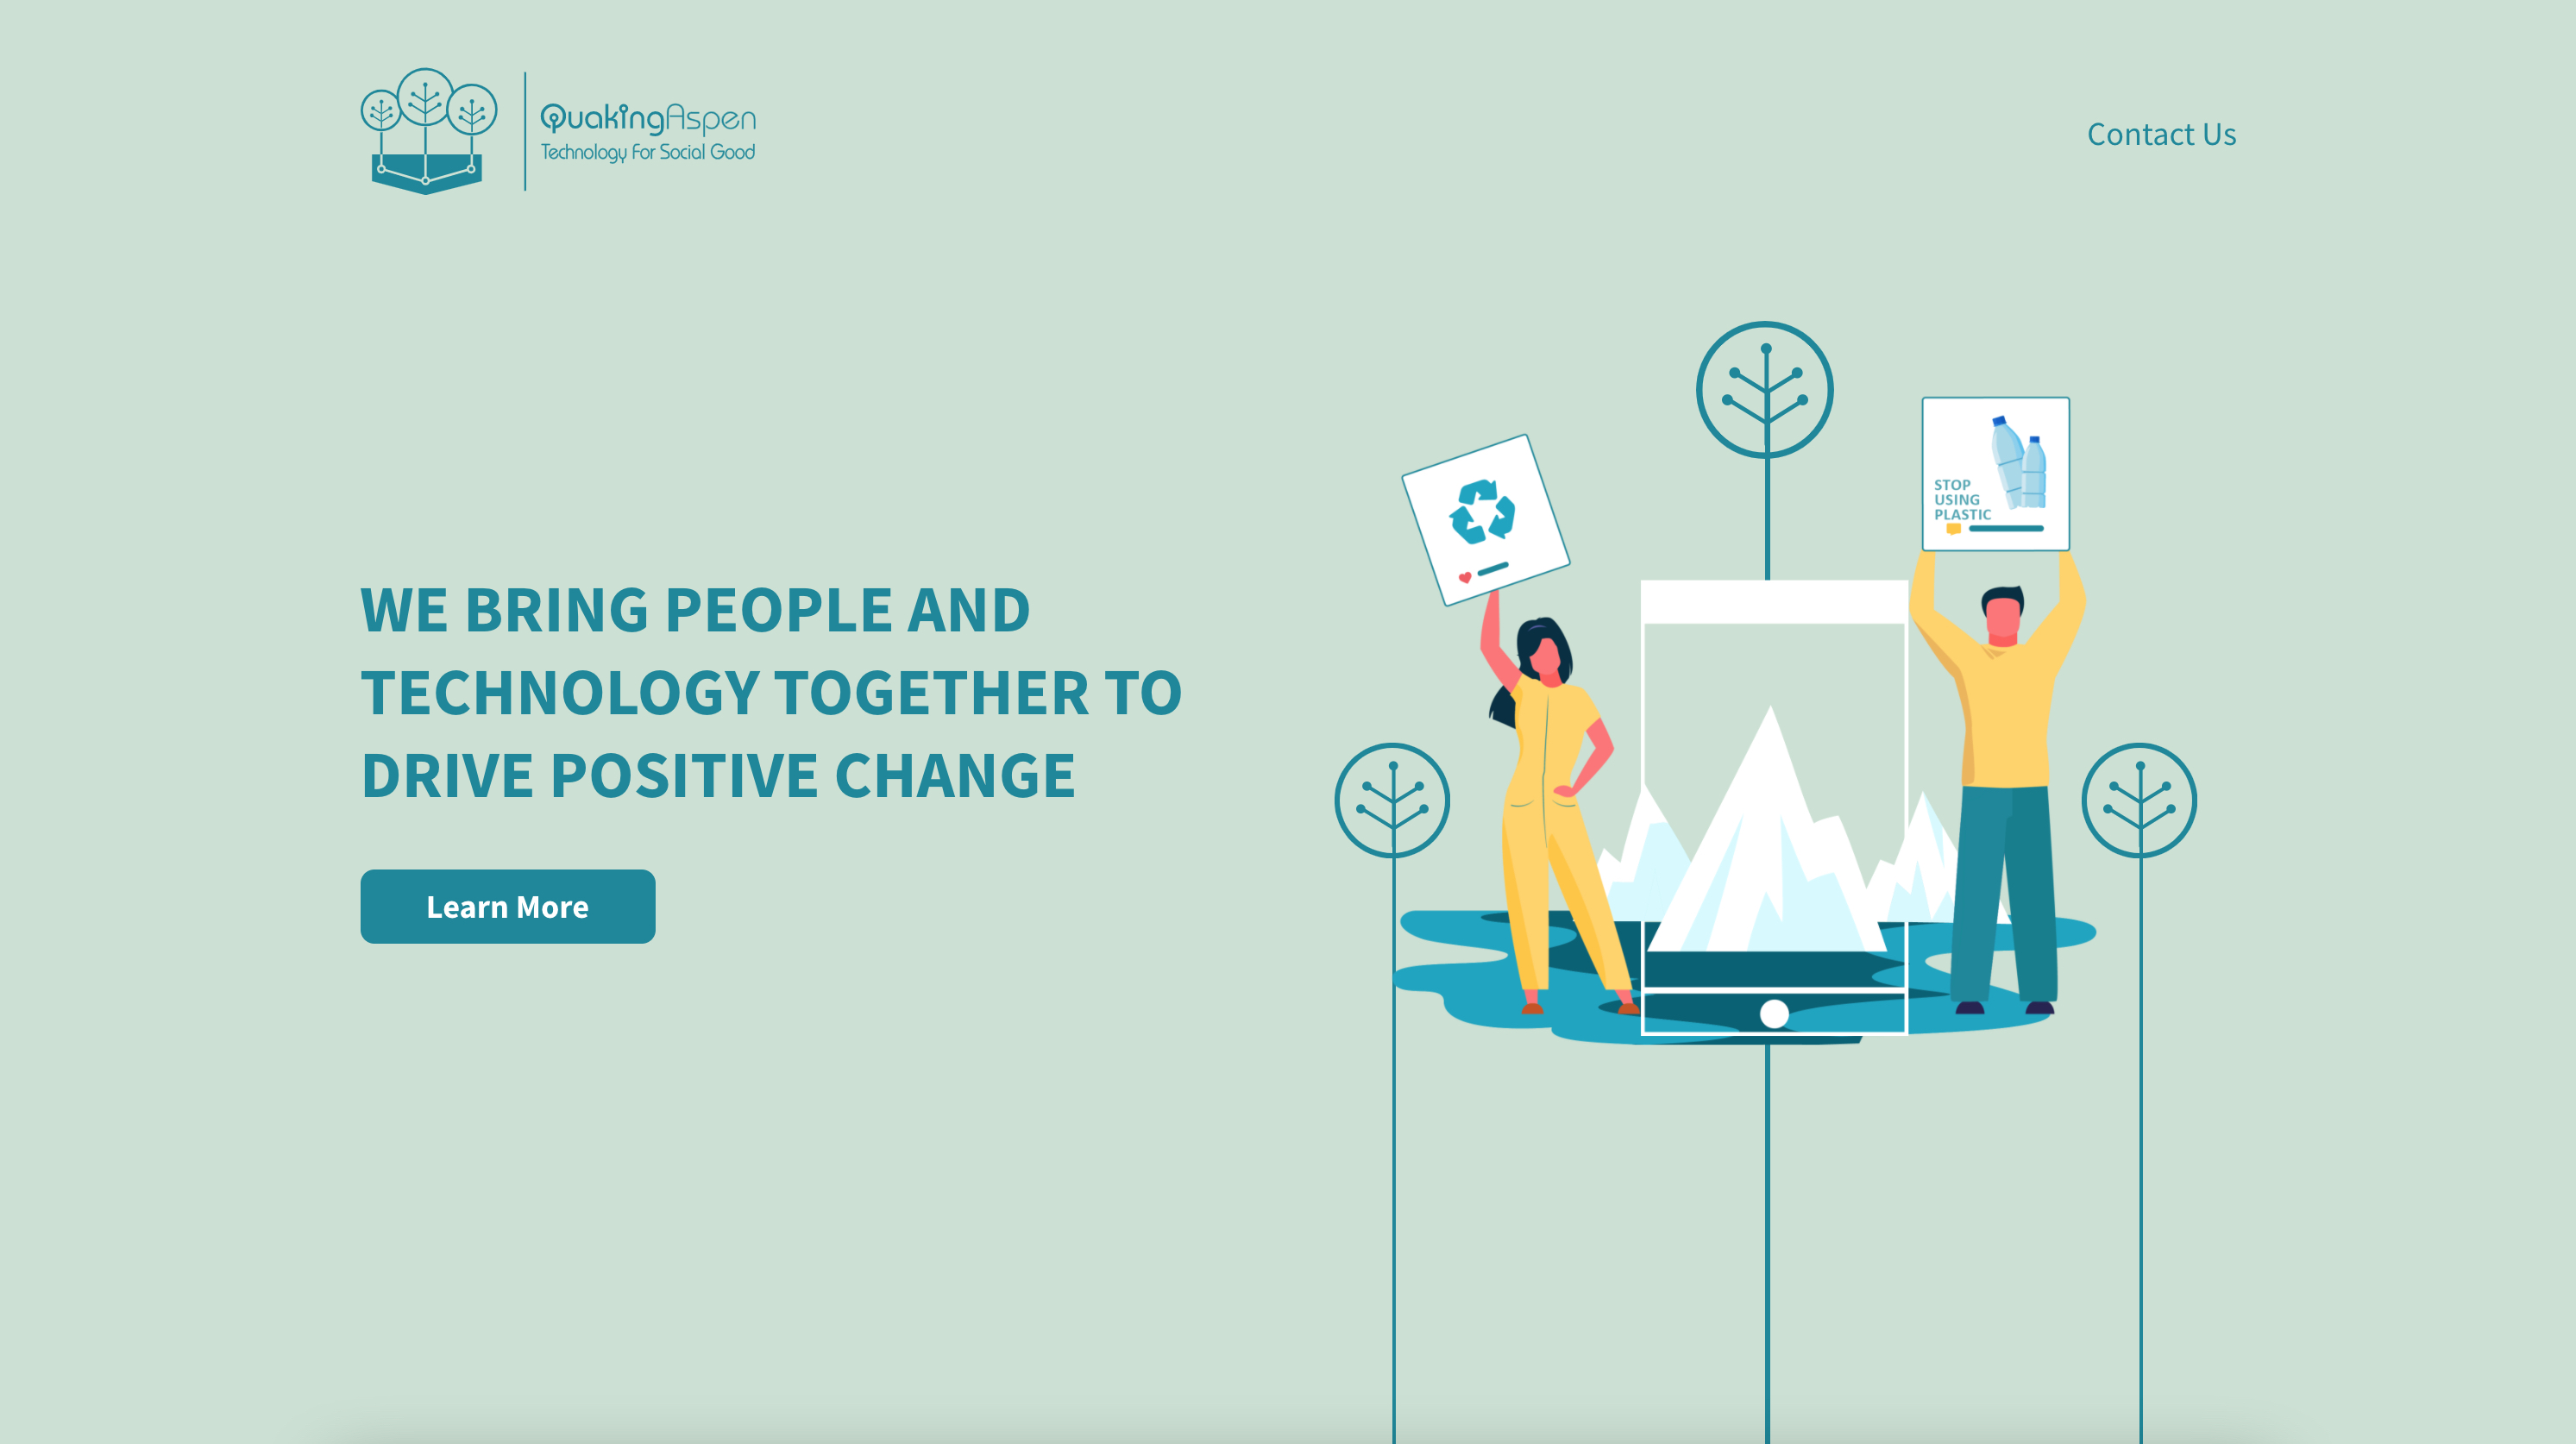 QuakingAspen
Technology For Social Good
Contact Us
STOP
USING
PLASTIC
WE BRING PEOPLE AND
TECHNOLOGY TOGETHER TO
DRIVE POSITIVE CHANGE
Learn More